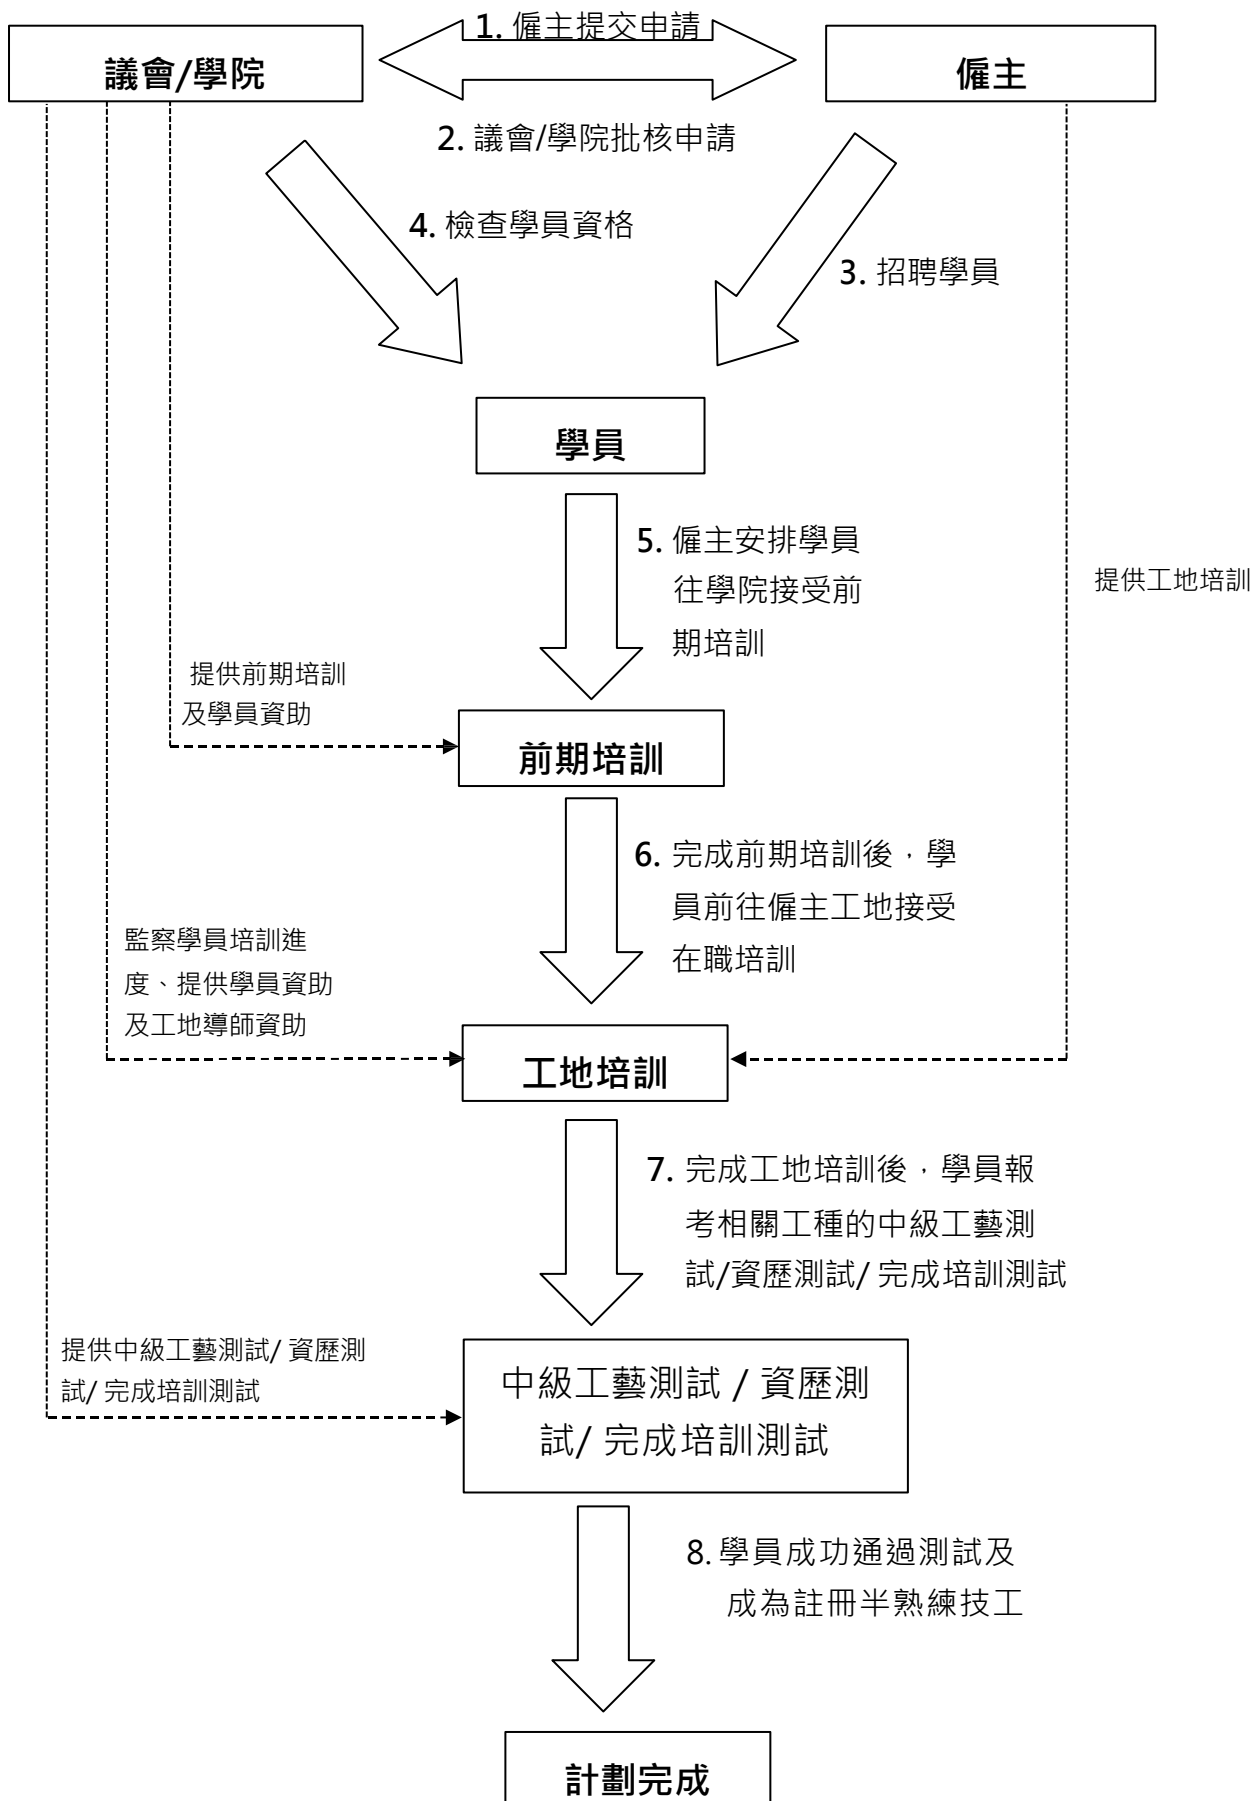 1. 僱主提交申請
議會/學院
僱主
2. 議會/學院批核申請
4. 檢查學員資格
3. 招聘學員
學員
5. 僱主安排學員
往學院接受前
期培訓
提供工地培訓
提供前期培訓
及學員資助
前期培訓
6. 完成前期培訓後，學
員前往僱主工地接受
在職培訓
監察學員培訓進
度、提供學員資助
及工地導師資助
工地培訓
7. 完成工地培訓後，學員報
考相關工種的中級工藝測
試/資歷測試/ 完成培訓測試
提供中級工藝測試/ 資歷測
試/ 完成培訓測試
中級工藝測試 / 資歷測
試/ 完成培訓測試
8. 學員成功通過測試及
成為註冊半熟練技工
計劃完成